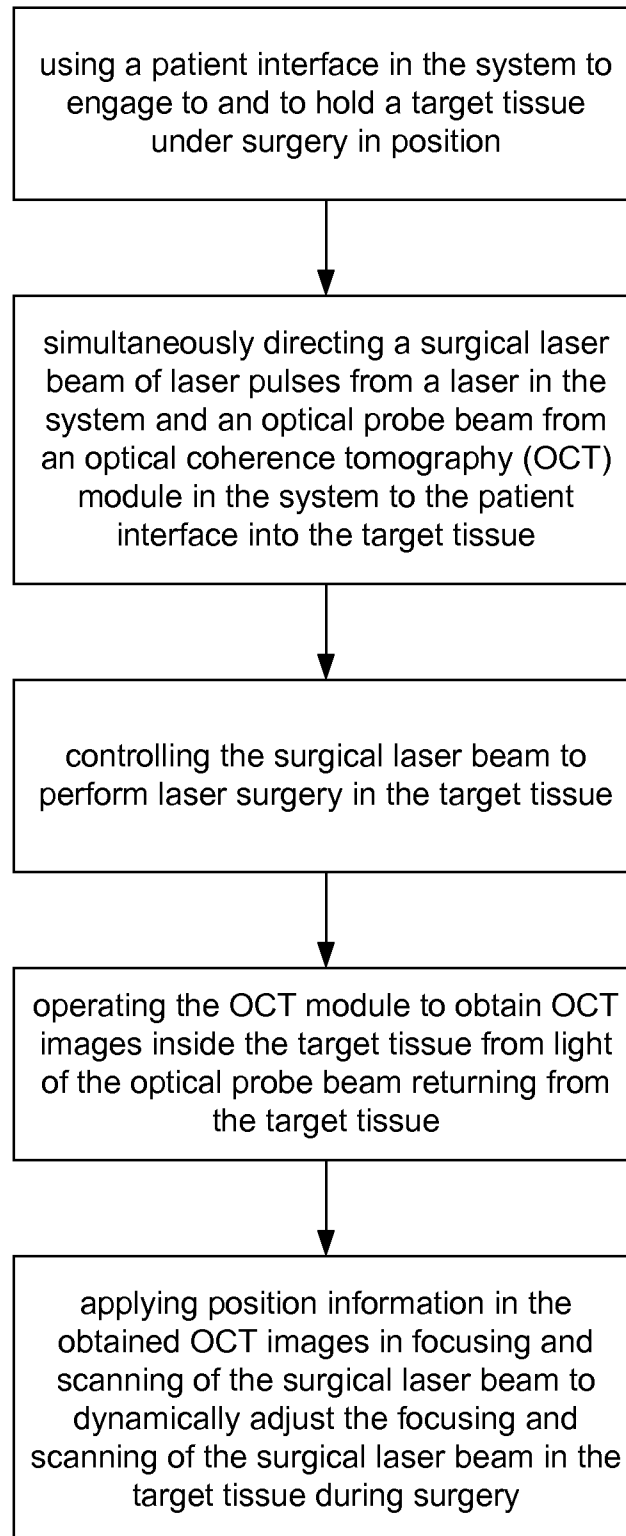 using a patient interface in the system to
engage to and to hold a target tissue
under surgery in position
simultaneously directing a surgical laser
beam of laser pulses from a laser in the
system and an optical probe beam from
an optical coherence tomography (OCT)
module in the system to the patient
interface into the target tissue
controlling the surgical laser beam to
perform laser surgery in the target tissue
operating the OCT module to obtain OCT
images inside the target tissue from light
of the optical probe beam returning from
the target tissue
applying position information in the
obtained OCT images in focusing and
scanning of the surgical laser beam to
dynamically adjust the focusing and
scanning of the surgical laser beam in the
target tissue during surgery